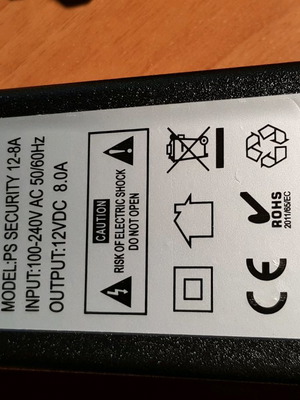 MODEL:PS SECURITY 12-8A
INPUT:100-240V AC 50/60Hz
OUTPUT:12VDC 8.0A
CAUTION
RISK OF ELECTRIC SHOCK
DO NOT OPEN
ROHS
2011/65/EC
CE